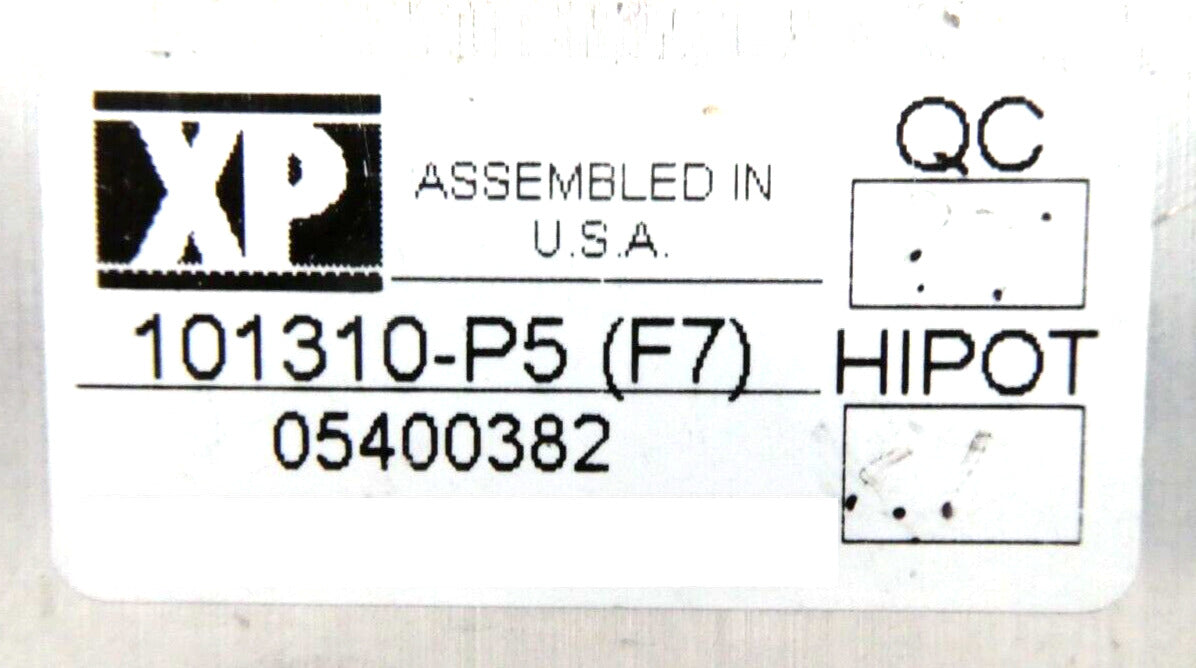 XP
ASSEMBLED IN
U.S.A.
QC
101310-P5 (F7)
HIPOT
05400382